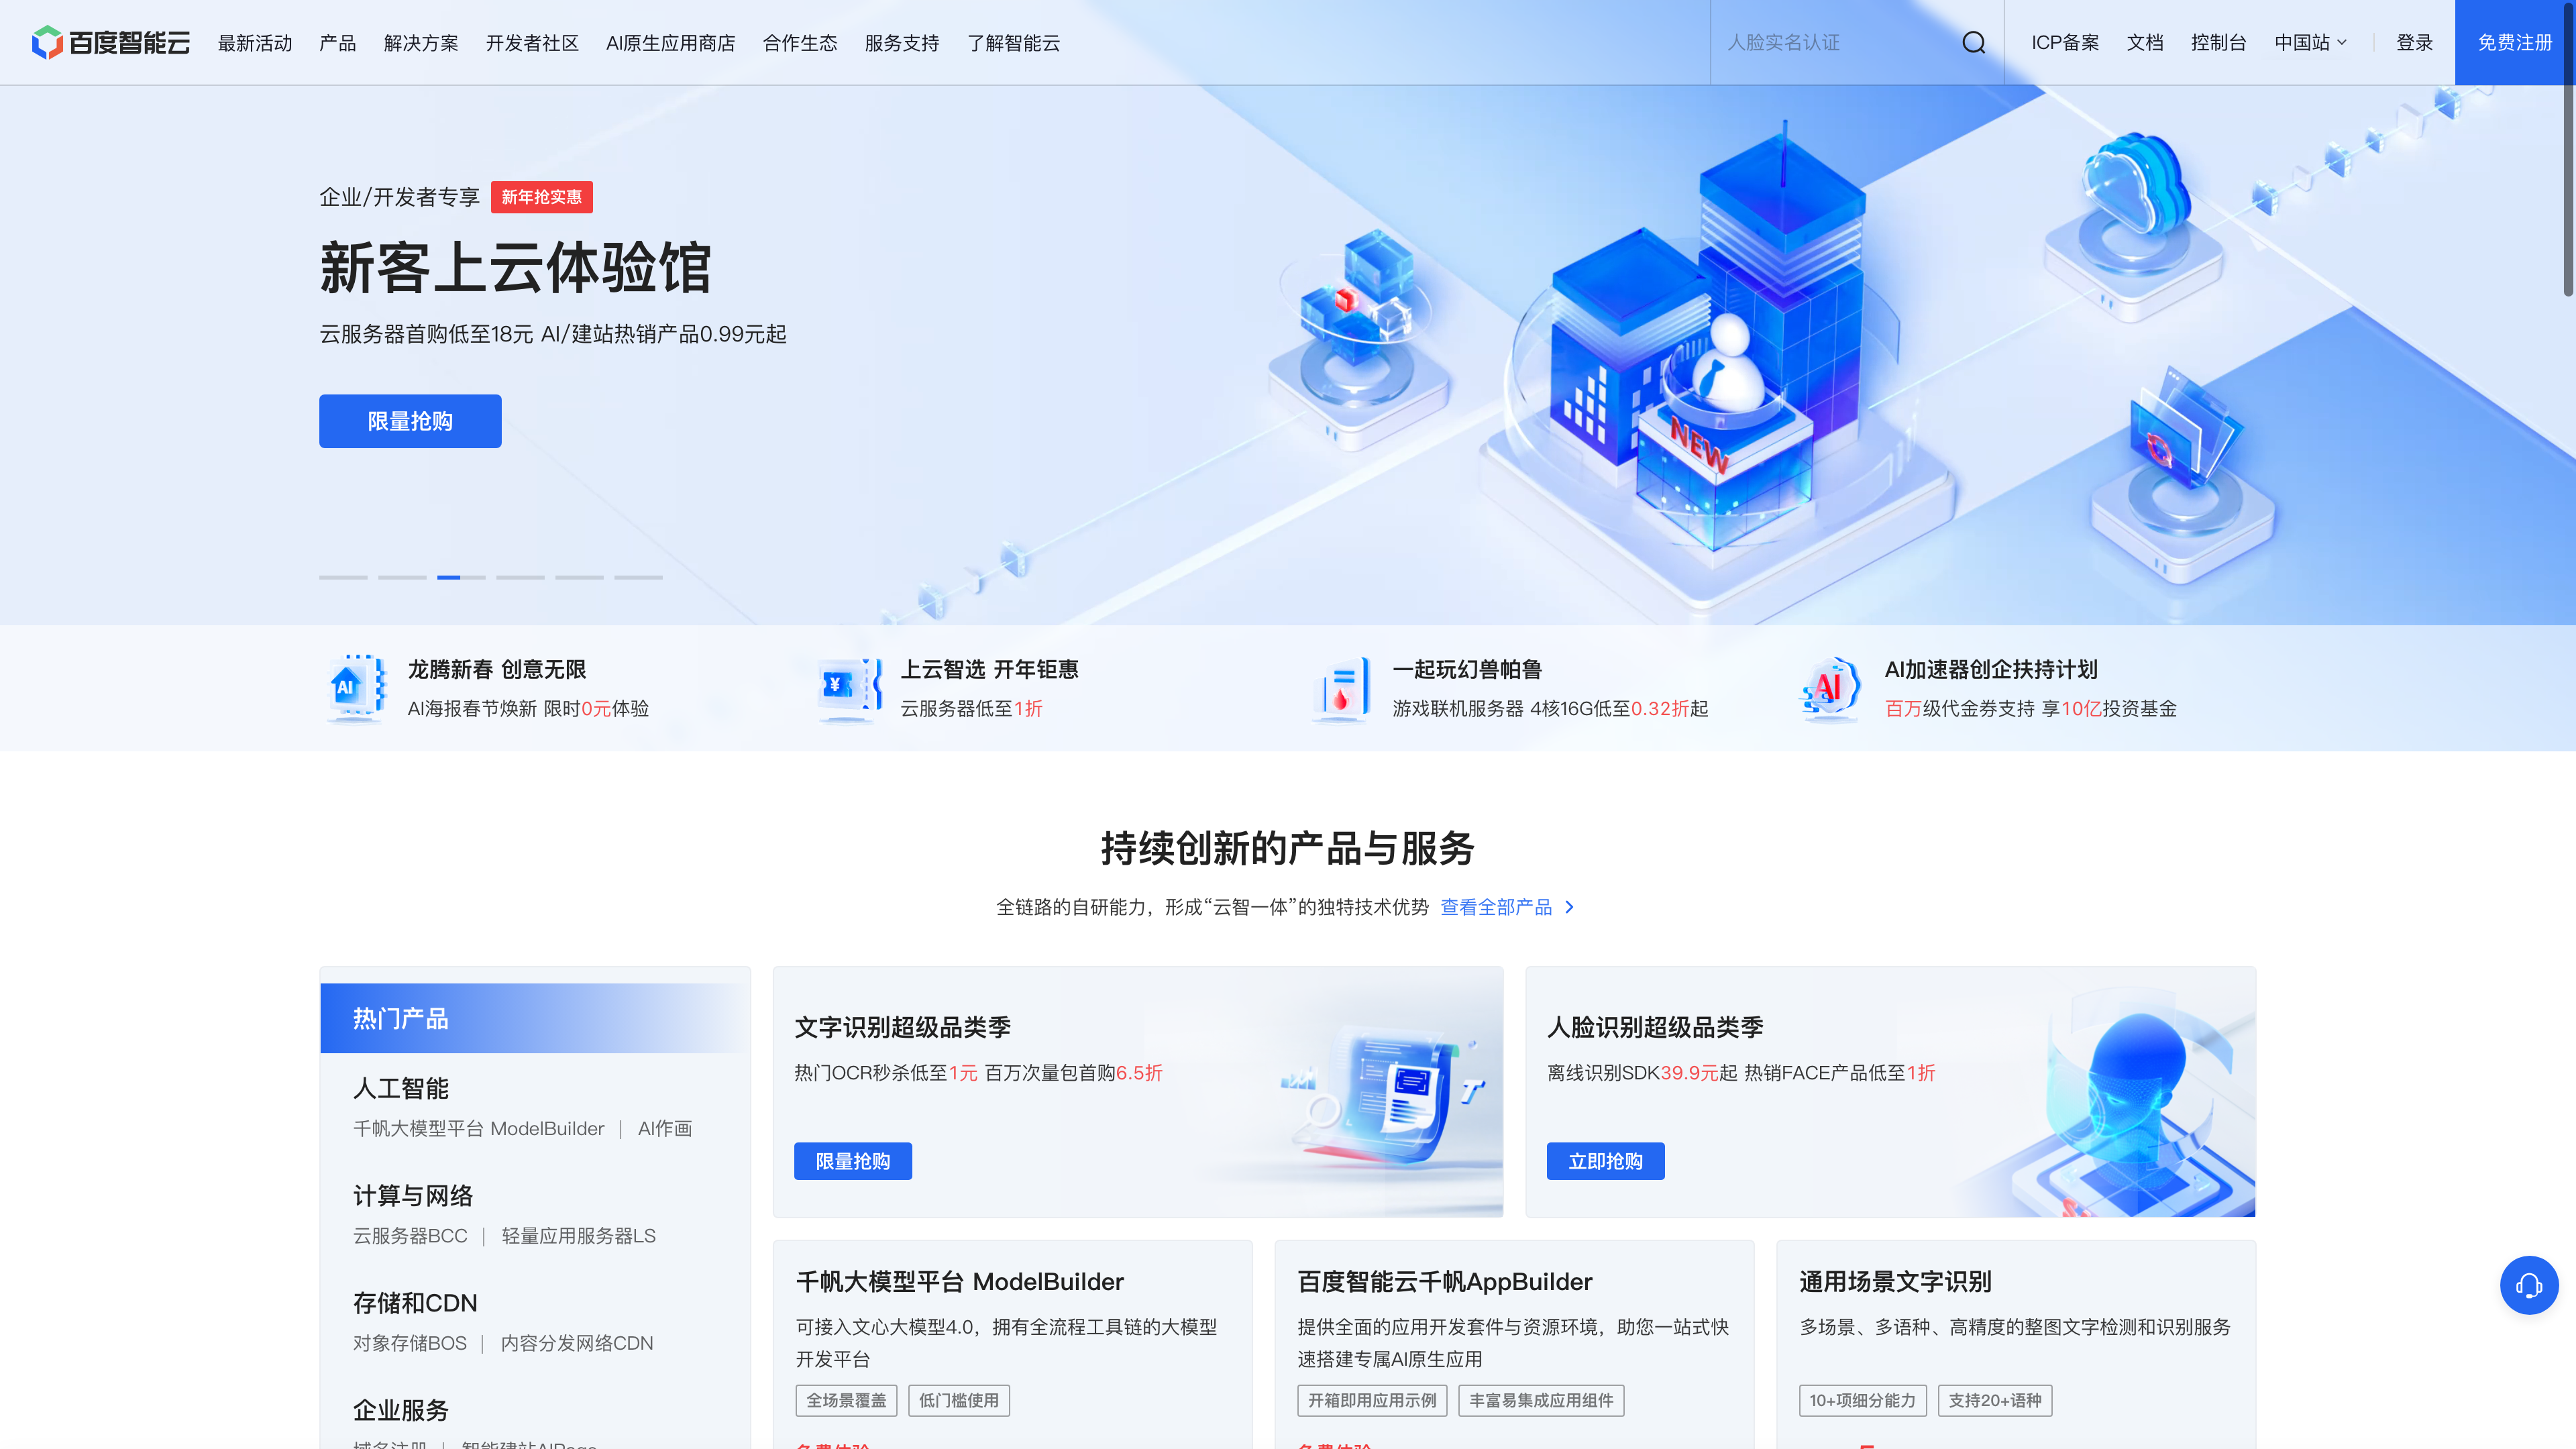 百度智能云
最新活动 产品 解决方案 开发者社区 AI原生应用商店 合作生态 服务支持 了解智能云
人脸实名认证
ICP备案 文档 控制台 中国站 登录 免费注册
企业/开发者专享 新年抢实惠
新客上云体验馆
云服务器首购低至18元 AI/建站热销产品0.99元起
限量抢购
NEW
龙腾新春 创意无限
AI海报春节焕新 限时0元体验
上云智选 开年钜惠
云服务器低至1折
一起玩幻兽帕鲁
游戏联机服务器 4核16G低至0.32折起
AI加速器创企扶持计划
百万级代金券支持 享10亿投资基金
AI
¥
AI
持续创新的产品与服务
全链路的自研能力，形成“云智一体”的独特技术优势 查看全部产品
热门产品
人工智能
千帆大模型平台 ModelBuilder | AI作画
计算与网络
云服务器BCC | 轻量应用服务器LS
存储和CDN
对象存储BOS | 内容分发网络CDN
企业服务
文字识别超级品类季
热门OCR秒杀低至1元 百万次量包首购6.5折
限量抢购
T
人脸识别超级品类季
离线识别SDK39.9元起 热销FACE产品低至1折
立即抢购
千帆大模型平台 ModelBuilder
可接入文心大模型4.0，拥有全流程工具链的大模型
开发平台
全场景覆盖 低门槛使用
百度智能云千帆AppBuilder
提供全面的应用开发套件与资源环境，助您一站式快
速搭建专属AI原生应用
开箱即用应用示例 丰富易集成应用组件
通用场景文字识别
多场景、多语种、高精度的整图文字检测和识别服务
10+项细分能力 支持20+语种